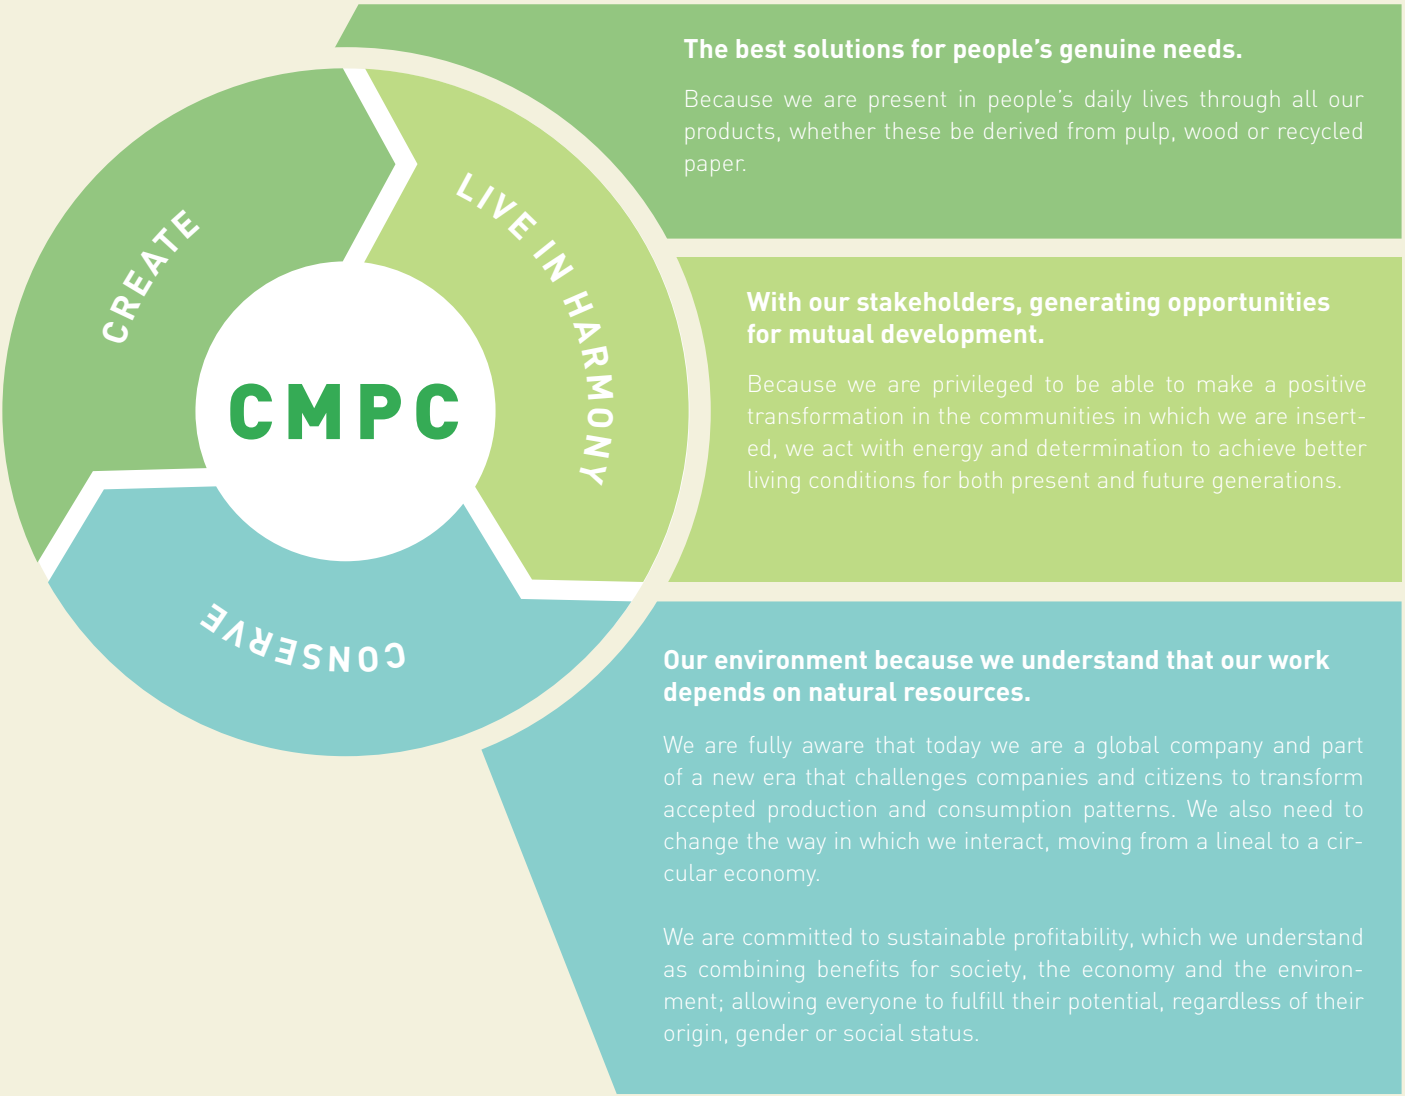 CREATE
LIVE IN HARMONY
CMPC
CONSERVE
The best solutions for people’s genuine needs.
Because we are present in people’s daily lives through all our
products, whether these be derived from pulp, wood or recycled
paper.
With our stakeholders, generating opportunities
for mutual development.
Because we are privileged to be able to make a positive
transformation in the communities in which we are insert-
ed, we act with energy and determination to achieve better
living conditions for both present and future generations.
Our environment because we understand that our work
depends on natural resources.
We are fully aware that today we are a global company and part
of a new era that challenges companies and citizens to transform
accepted production and consumption patterns. We also need to
change the way in which we interact, moving from a lineal to a cir-
cular economy.
We are committed to sustainable profitability, which we understand
as combining benefits for society, the economy and the environ-
ment; allowing everyone to fulfill their potential, regardless of their
origin, gender or social status.